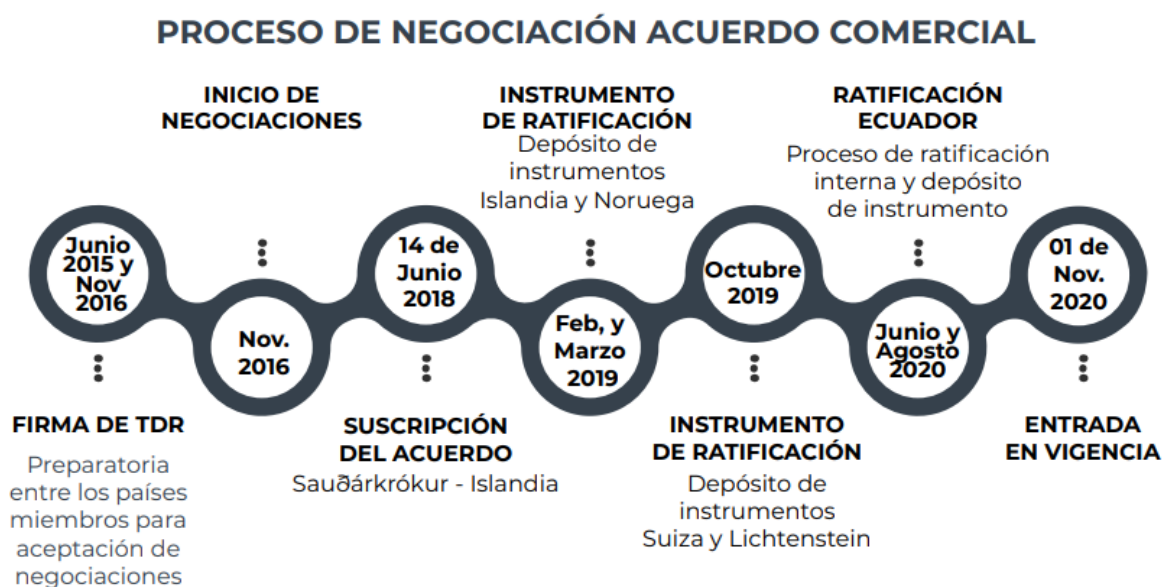 PROCESO DE NEGOCIACIÓN ACUERDO COMERCIAL
Junio
2015 y
Nov
2016
FIRMA DE TDR
Preparatoria
entre los países
miembros para
aceptación de
negociaciones
INICIO DE
NEGOCIACIONES
Nov.
2016
14 de
Junio
2018
SUSCRIPCIÓN
DEL ACUERDO
Sauðárkrókur - Islandia
INSTRUMENTO
DE RATIFICACIÓN
Depósito de
instrumentos
Islandia y Noruega
Feb, y
Marzo
2019
Octubre
2019
INSTRUMENTO
DE RATIFICACIÓN
Depósito de
instrumentos
Suiza y Lichtenstein
RATIFICACIÓN
ECUADOR
Proceso de ratificación
interna y depósito
de instrumento
Junio y
Agosto
2020
01 de
Nov.
2020
ENTRADA
EN VIGENCIA